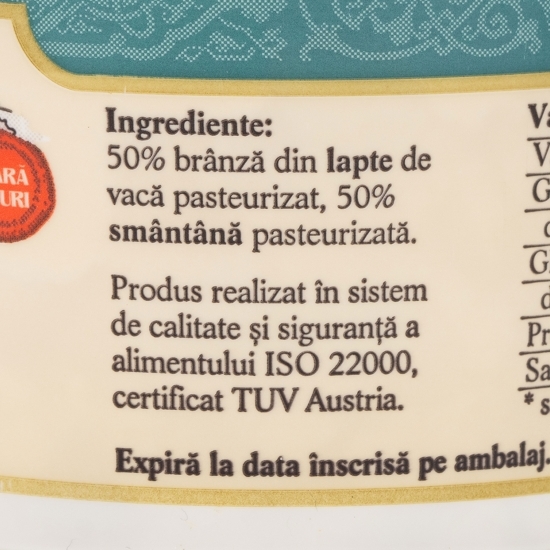 Ingrediente:
50% brânză din lapte de
vacă pasteurizat, 50%
smântână pasteurizată.
Produs realizat în sistem
de calitate și siguranță a
alimentului ISO 22000,
certificat TUV Austria.
Expiră la data înscrisă pe ambalaj.